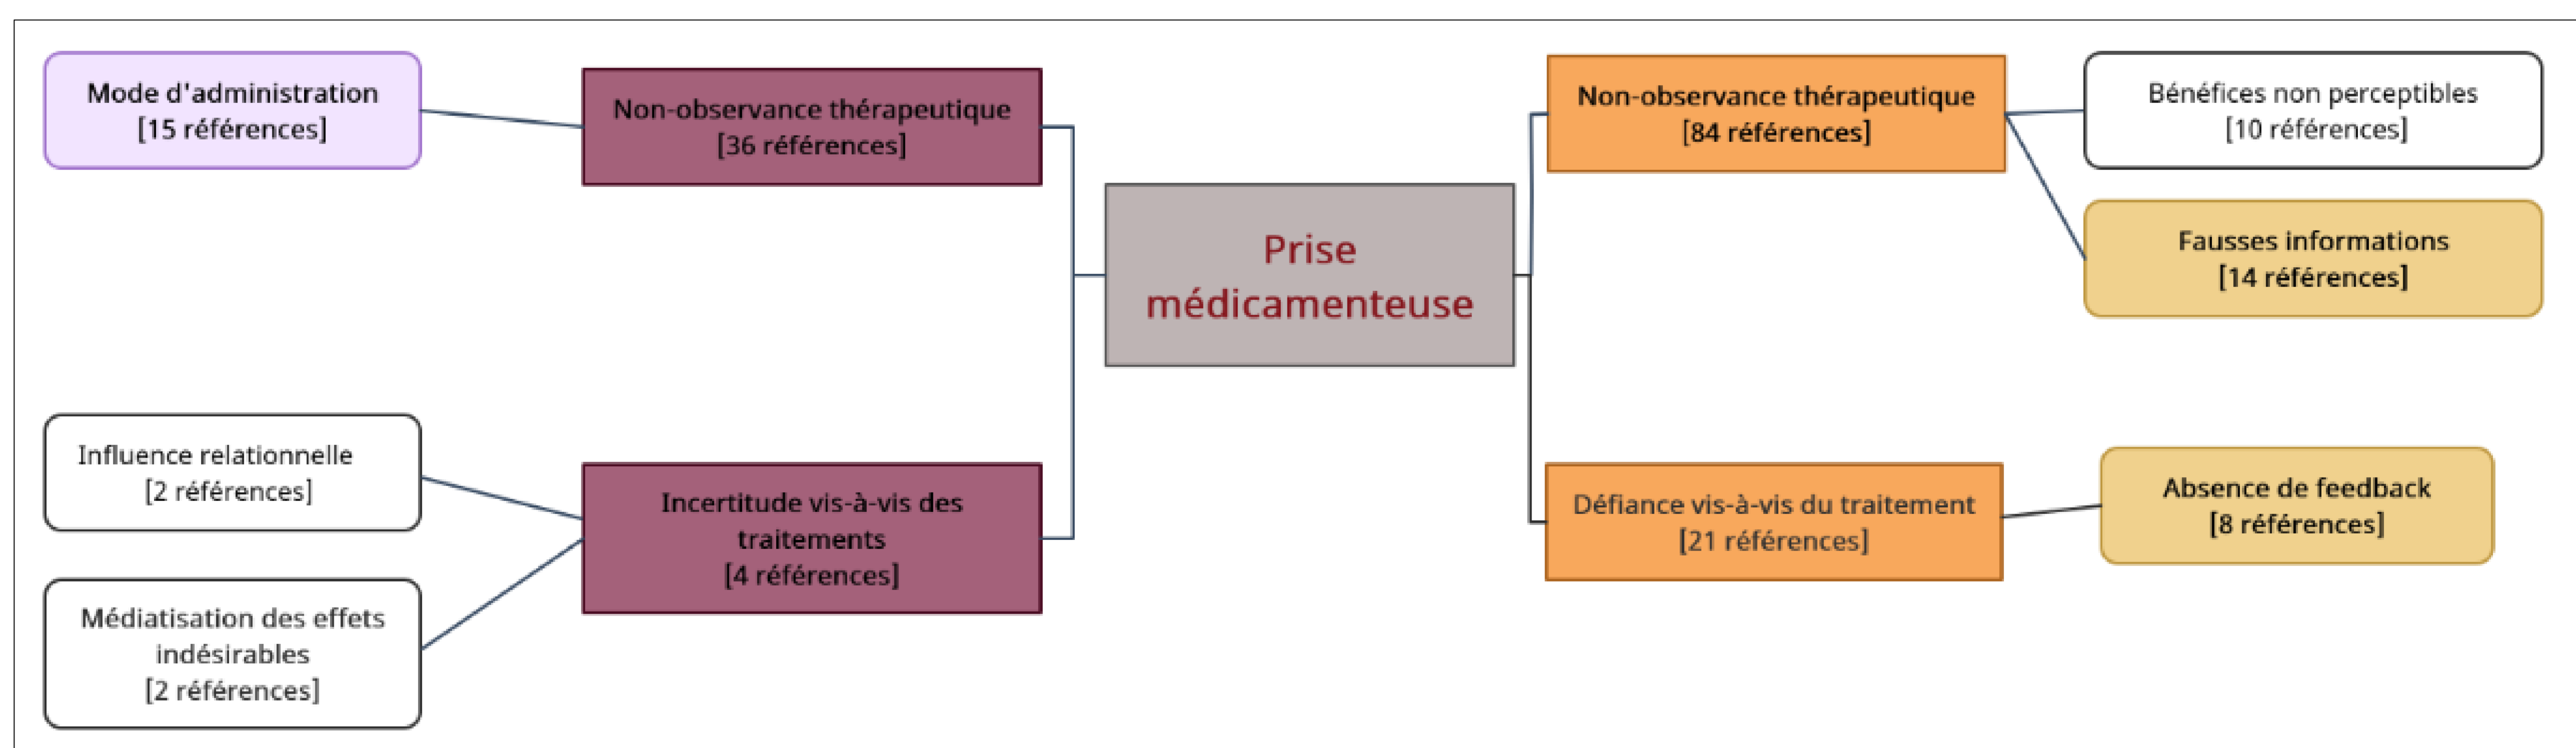 Mode d'administration
[15 références]
Non-observance thérapeutique
[36 références]
Influence relationnelle
[2 références]
Médiatisation des effets
indésirables
[2 références]
Incertitude vis-à-vis des
traitements
[4 références]
Prise
médicamenteuse
Non-observance thérapeutique
[84 références]
Bénéfices non perceptibles
[10 références]
Fausses informations
[14 références]
Défiance vis-à-vis du traitement
[21 références]
Absence de feedback
[8 références]